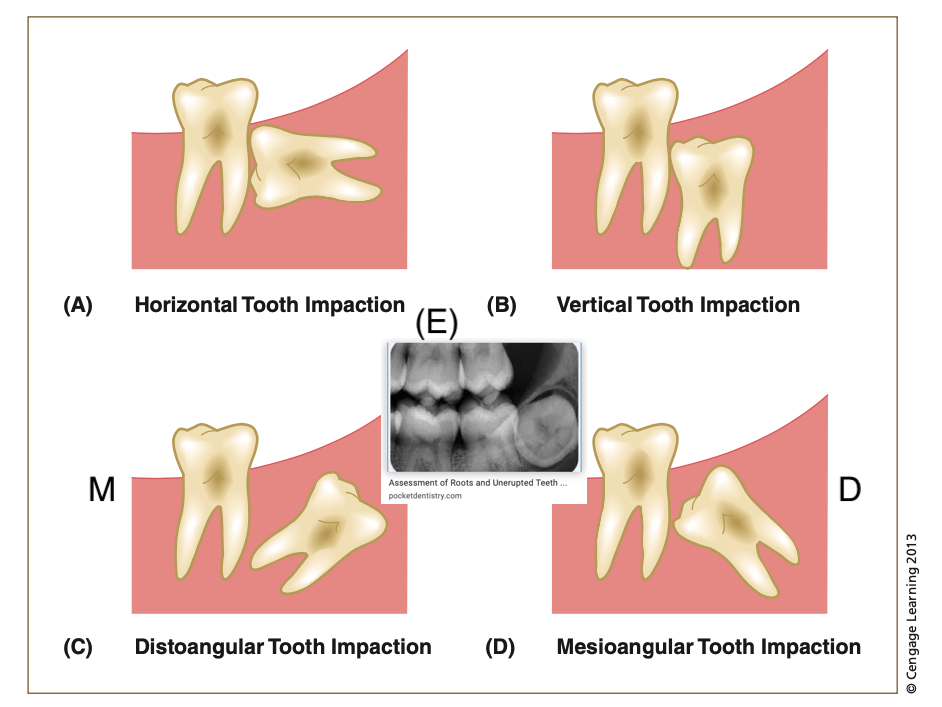 (A) Horizontal Tooth Impaction
(B) Vertical Tooth Impaction
(E)
Assessment of Roots and Unerupted Teeth ...
pocketdentistry.com
M
D
(C) Distoangular Tooth Impaction
(D) Mesioangular Tooth Impaction
© Cengage Learning 2013